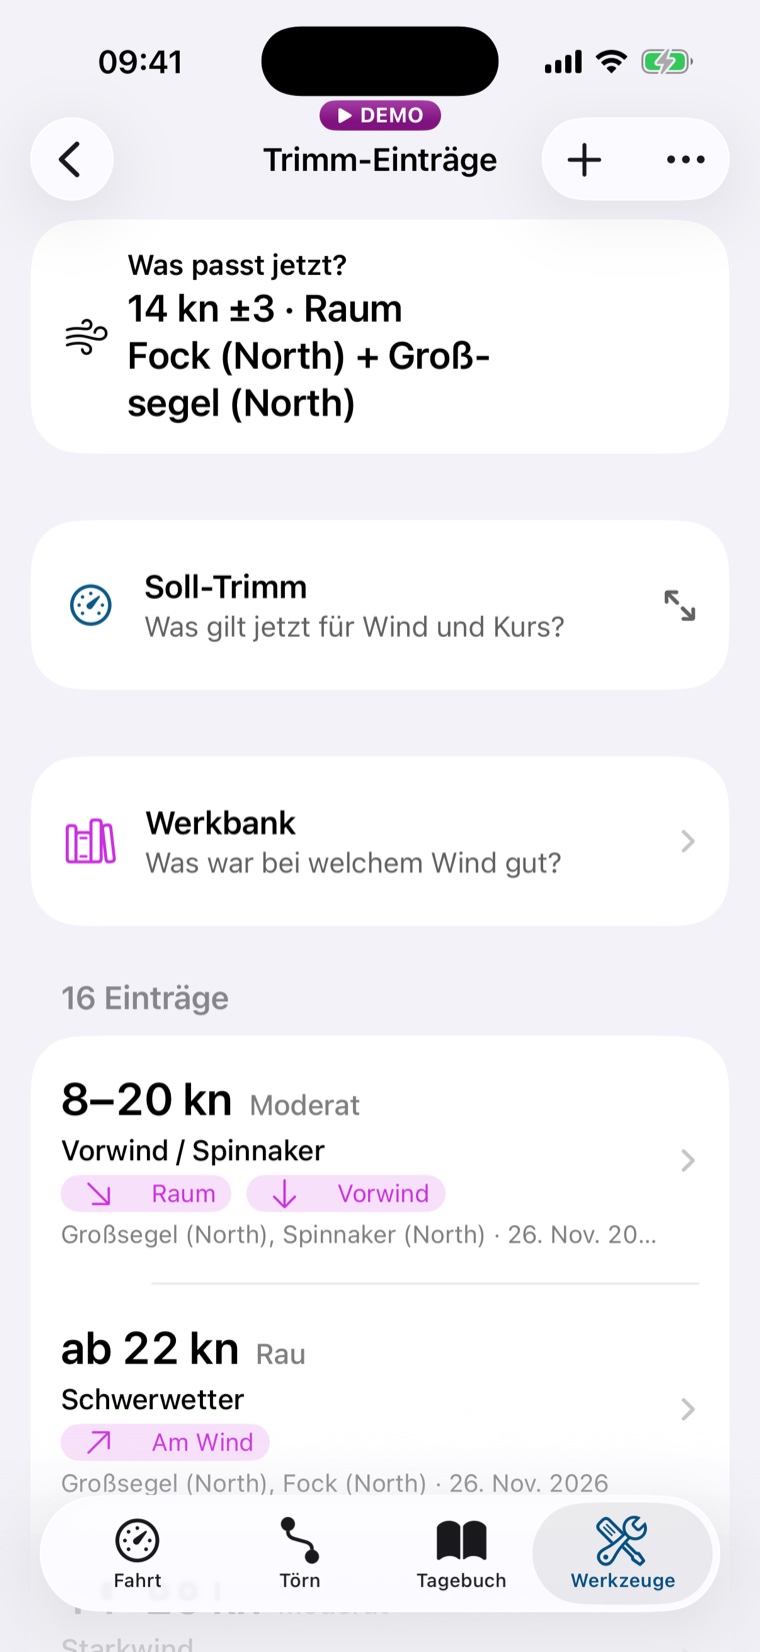 09:41
DEMO
Trimm-Einträge
Was passt jetzt?
14 kn ±3 · Raum
Fock (North) + Groß-
segel (North)
Soll-Trimm
Was gilt jetzt für Wind und Kurs?
Werkbank
Was war bei welchem Wind gut?
16 Einträge
8–20 kn Moderat
Vorwind / Spinnaker
Raum Vorwind
Großsegel (North), Spinnaker (North) · 26. Nov. 20...
ab 22 kn Rau
Schwerwetter
Am Wind
Großsegel (North), Fock (North) · 26. Nov. 2026
Fahrt Törn Tagebuch Werkzeuge
Starkwind